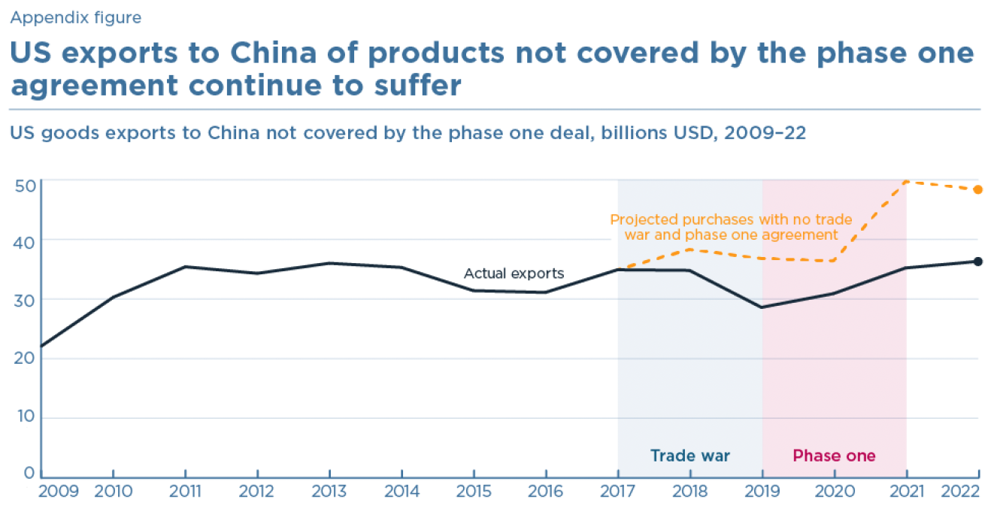 Appendix figure
US exports to China of products not covered by the phase one
agreement continue to suffer
US goods exports to China not covered by the phase one deal, billions USD, 2009–22
50
40
30
20
10
0
Projected purchases with no trade
war and phase one agreement
Actual exports
Trade war
Phase one
2009 2010 2011 2012 2013 2014 2015 2016 2017 2018 2019 2020 2021 2022